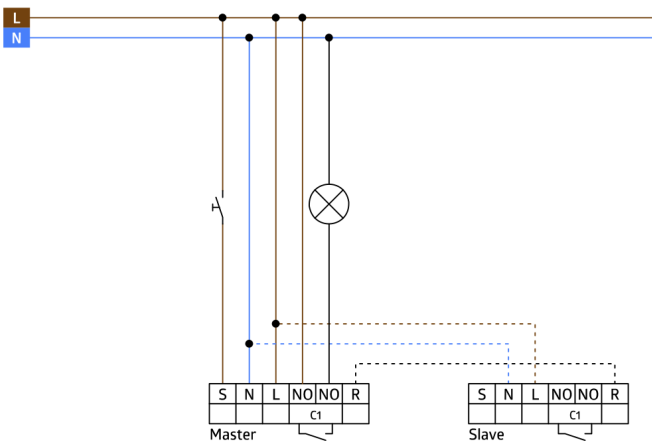 L
N
S N L NO NO R S N L NO NO R
C1 C1
Master Slave